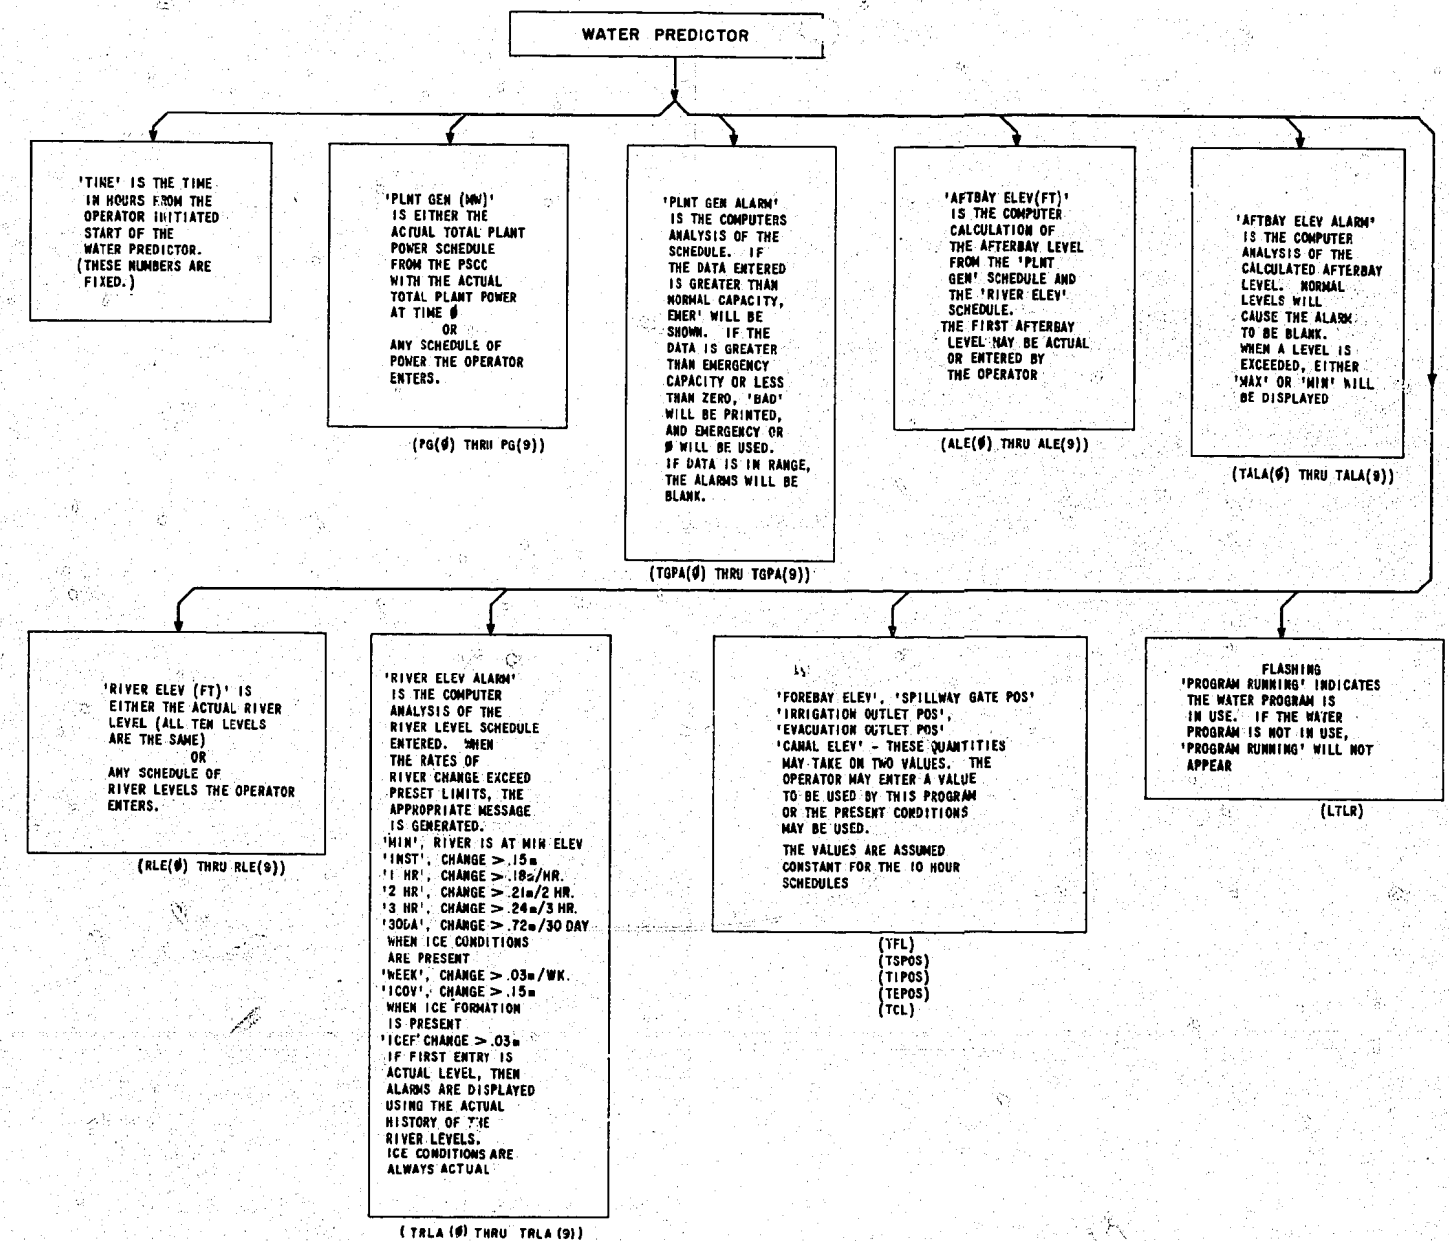 WATER PREDICTOR
'TIME' IS THE TIME
IN HOURS FROM THE
OPERATOR INITIATED
START OF THE
WATER PREDICTOR.
(THESE NUMBERS ARE
FIXED.)
'PLNT GEN (MW)'
IS EITHER THE
ACTUAL TOTAL PLANT
POWER SCHEDULE
FROM THE PSCC
WITH THE ACTUAL
TOTAL PLANT POWER
AT TIME Ø
OR
ANY SCHEDULE OF
POWER THE OPERATOR
ENTERS.
(PG(Ø) THRU PG(9))
'PLNT GEN ALARM'
IS THE COMPUTERS
ANALYSIS OF THE
SCHEDULE. IF
THE DATA ENTERED
IS GREATER THAN
NORMAL CAPACITY,
EMER' WILL BE
SHOWN. IF THE
DATA IS GREATER
THAN EMERGENCY
CAPACITY OR LESS
THAN ZERO, 'BAD'
WILL BE PRINTED,
AND EMERGENCY OR
Ø WILL BE USED.
IF DATA IS IN RANGE,
THE ALARMS WILL BE
BLANK.
(TGPA(Ø) THRU TGPA(9))
'AFTBAY ELEV(FT)'
IS THE COMPUTER
CALCULATION OF
THE AFTERBAY LEVEL
FROM THE 'PLNT
GEN' SCHEDULE AND
THE 'RIVER ELEV'
SCHEDULE.
THE FIRST AFTERBAY
LEVEL MAY BE ACTUAL
OR ENTERED BY
THE OPERATOR
(ALE(Ø) THRU ALE(9))
'AFTBAY ELEV ALARM'
IS THE COMPUTER
ANALYSIS OF THE
CALCULATED AFTERBAY
LEVEL. NORMAL
LEVELS WILL
CAUSE THE ALARM
TO BE BLANK.
WHEN A LEVEL IS
EXCEEDED, EITHER
'MAX' OR 'MIN' WILL
BE DISPLAYED
(TALA(Ø) THRU TALA(9))
'RIVER ELEV (FT)' IS
EITHER THE ACTUAL RIVER
LEVEL (ALL TEN LEVELS
ARE THE SAME)
OR
ANY SCHEDULE OF
RIVER LEVELS THE OPERATOR
ENTERS.
(RLE(Ø) THRU RLE(9))
'RIVER ELEV ALARM'
IS THE COMPUTER
ANALYSIS OF THE
RIVER LEVEL SCHEDULE
ENTERED. WHEN
THE RATES OF
RIVER CHANGE EXCEED
PRESET LIMITS, THE
APPROPRIATE MESSAGE
IS GENERATED.
'MIN', RIVER IS AT MIN ELEV
'INST', CHANGE > .15m
'1 HR', CHANGE > .18m/HR.
'2 HR', CHANGE > .21m/2 HR.
'3 HR', CHANGE > .24m/3 HR.
'30DA', CHANGE > .72m/30 DAY
WHEN ICE CONDITIONS
ARE PRESENT
'WEEK', CHANGE > .03m/WK.
'ICOV', CHANGE > .15m
WHEN ICE FORMATION
IS PRESENT
'ICEF' CHANGE > .03m
IF FIRST ENTRY IS
ACTUAL LEVEL, THEN
ALARMS ARE DISPLAYED
USING THE ACTUAL
HISTORY OF THE
RIVER LEVELS.
ICE CONDITIONS ARE
ALWAYS ACTUAL
(TRLA (Ø) THRU TRLA (9))
'FOREBAY ELEV', 'SPILLWAY GATE POS'
'IRRIGATION OUTLET POS',
'EVACUATION OUTLET POS'
'CANAL ELEV' - THESE QUANTITIES
MAY TAKE ON TWO VALUES. THE
OPERATOR MAY ENTER A VALUE
TO BE USED BY THIS PROGRAM
OR THE PRESENT CONDITIONS
MAY BE USED.
THE VALUES ARE ASSUMED
CONSTANT FOR THE 10 HOUR
SCHEDULES
(TFL)
(TSPOS)
(TIPOS)
(TEPOS)
(TCL)
FLASHING
'PROGRAM RUNNING' INDICATES
THE WATER PROGRAM IS
IN USE. IF THE WATER
PROGRAM IS NOT IN USE,
'PROGRAM RUNNING' WILL NOT
APPEAR
(LTLR)